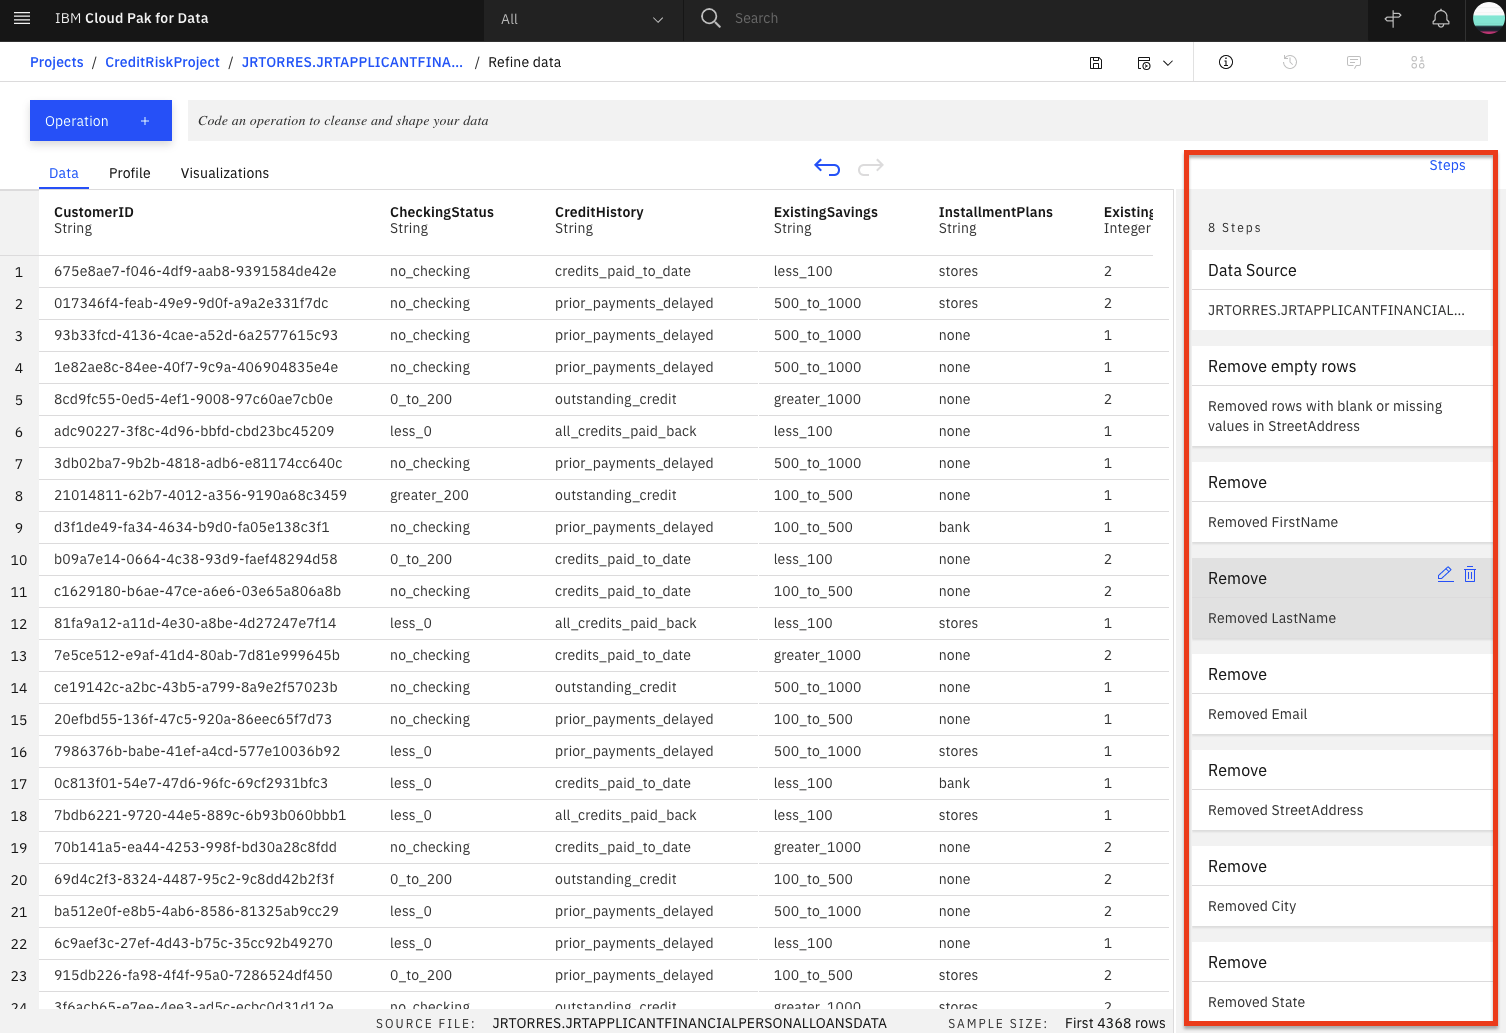 IBM Cloud Pak for Data
All
Search
Projects / CreditRiskProject / JRTORRES.JRTAPPLICANTFINA... / Refine data
Operation +
Code an operation to cleanse and shape your data
Data Profile Visualizations
CustomerID CheckingStatus CreditHistory ExistingSavings InstallmentPlans Existing
String String String String String Integer
1 675e8ae7-f046-4df9-aab8-9391584de42e no_checking credits_paid_to_date less_100 stores 2
2 017346f4-feab-49e9-9d0f-a9a2e331f7dc no_checking prior_payments_delayed 500_to_1000 stores 2
3 93b33fcd-4136-4cae-a52d-6a2577615c93 no_checking prior_payments_delayed 500_to_1000 none 1
4 1e82ae8c-84ee-40f7-9c9a-406904835e4e no_checking prior_payments_delayed 500_to_1000 none 1
5 8cd9fc55-0ed5-4ef1-9008-97c60ae7cb0e 0_to_200 outstanding_credit greater_1000 none 2
6 adc90227-3f8c-4d96-bbfd-cbd23bc45209 less_0 all_credits_paid_back less_100 none 1
7 3db02ba7-9b2b-4818-adb6-e81174cc640c no_checking prior_payments_delayed 500_to_1000 none 1
8 21014811-62b7-4012-a356-9190a68c3459 greater_200 outstanding_credit 100_to_500 none 1
9 d3f1de49-fa34-4634-b9d0-fa05e138c3f1 no_checking prior_payments_delayed 100_to_500 bank 1
10 b09a7e14-0664-4c38-93d9-faef48294d58 0_to_200 credits_paid_to_date less_100 none 2
11 c1629180-b6ae-47ce-a6e6-03e65a806a8b no_checking credits_paid_to_date 100_to_500 none 2
12 81fa9a12-a11d-4e30-a8be-4d27247e7f14 less_0 all_credits_paid_back less_100 stores 1
13 7e5ce512-e9af-41d4-80ab-7d81e999645b no_checking credits_paid_to_date greater_1000 none 2
14 ce19142c-a2bc-43b5-a799-8a9e2f57023b no_checking outstanding_credit 500_to_1000 none 1
15 20efbd55-136f-47c5-920a-86eec65f7d73 no_checking prior_payments_delayed 100_to_500 none 1
16 7986376b-babe-41ef-a4cd-577e10036b92 less_0 prior_payments_delayed 500_to_1000 stores 1
17 0c813f01-54e7-47d6-96fc-69cf2931bfc3 less_0 credits_paid_to_date less_100 bank 1
18 7bdb6221-9720-44e5-889c-6b93b060bbb1 less_0 all_credits_paid_back less_100 stores 1
19 70b141a5-ea44-4253-998f-bd30a28c8fdd no_checking credits_paid_to_date greater_1000 none 2
20 69d4c2f3-8324-4487-95c2-9c8dd42b2f3f 0_to_200 outstanding_credit 100_to_500 none 2
21 ba512e0f-e8b5-4ab6-8586-81325ab9cc29 less_0 prior_payments_delayed 500_to_1000 none 2
22 6c9aef3c-27ef-4d43-b75c-35cc92b49270 less_0 prior_payments_delayed less_100 none 1
23 915db226-fa98-4f4f-95a0-7286524df450 0_to_200 prior_payments_delayed 100_to_500 stores 2
24 3f6acb65-e7ee-4ee3-ad5c-ecbc0d31d12e no_checking outstanding_credit greater_1000 stores 2
SOURCE FILE: JRTORRES.JRTAPPLICANTFINANCIALPERSONALLOANSDATA SAMPLE SIZE: First 4368 rows
Steps
8 Steps
Data Source
JRTORRES.JRTAPPLICANTFINANCIAL...
Remove empty rows
Removed rows with blank or missing
values in StreetAddress
Remove
Removed FirstName
Remove
Removed LastName
Remove
Removed Email
Remove
Removed StreetAddress
Remove
Removed City
Remove
Removed State